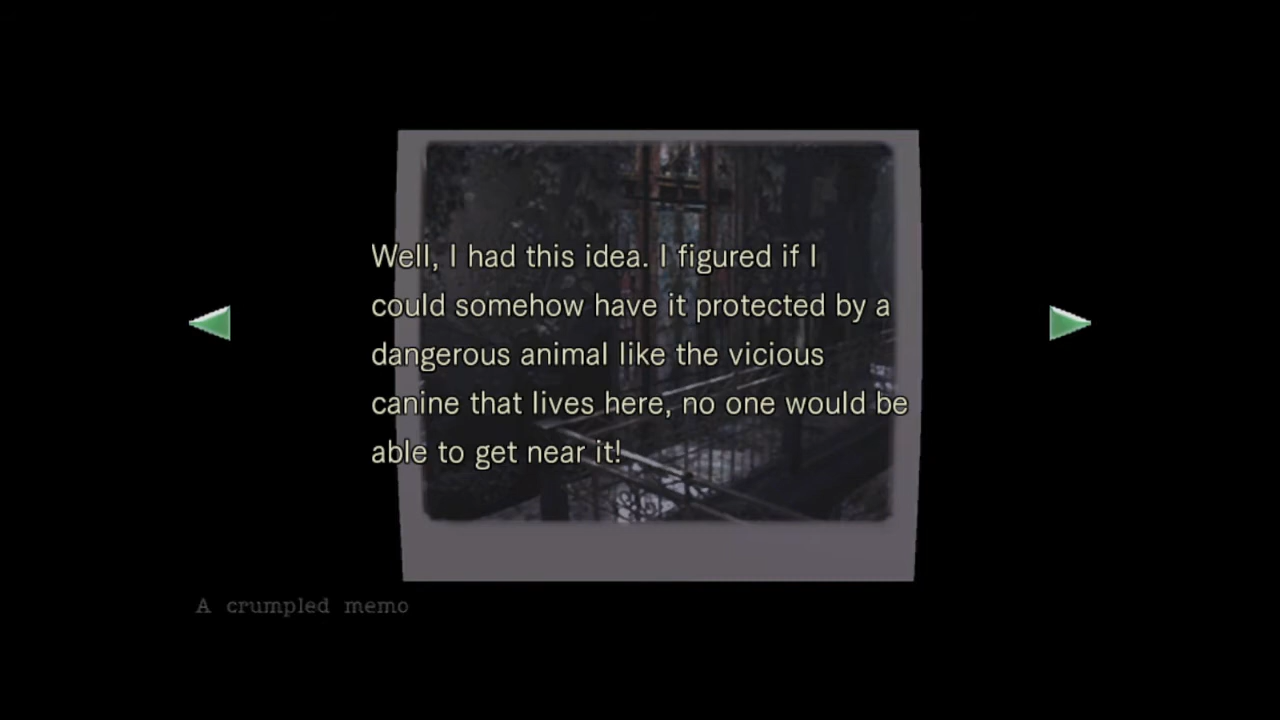 Well, I had this idea. I figured if I
could somehow have it protected by a
dangerous animal like the vicious
canine that lives here, no one would be
able to get near it!
A crumpled memo